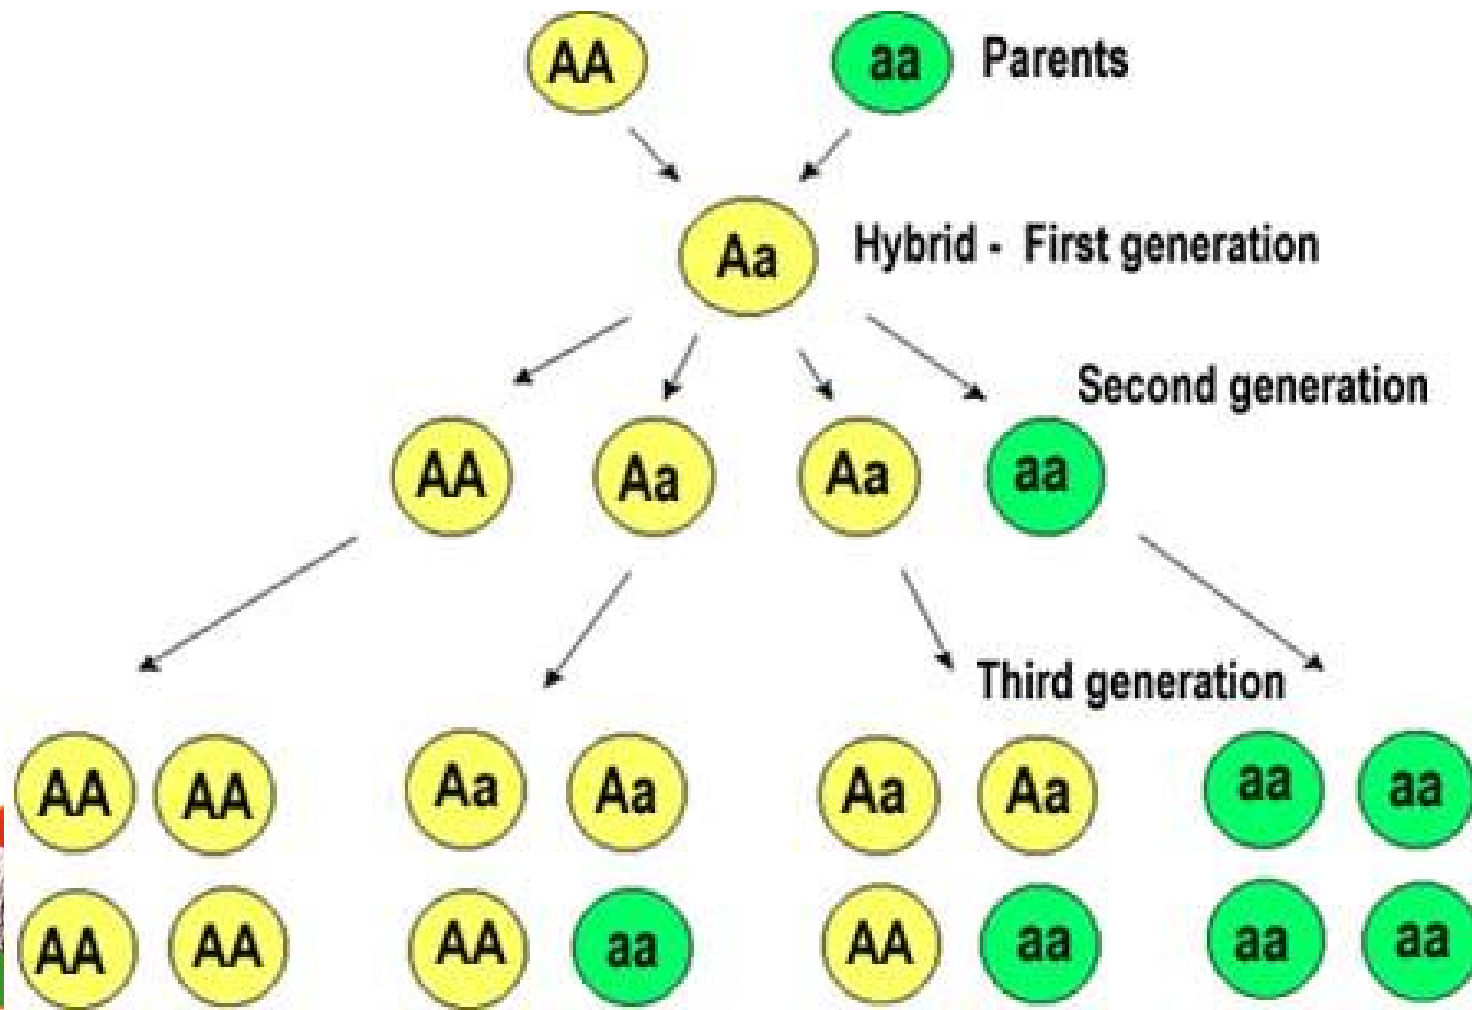 AA aa Parents
Aa Hybrid - First generation
Second generation
AA Aa Aa aa
Third generation
AA AA Aa Aa Aa Aa aa aa
AA AA AA aa AA aa aa aa